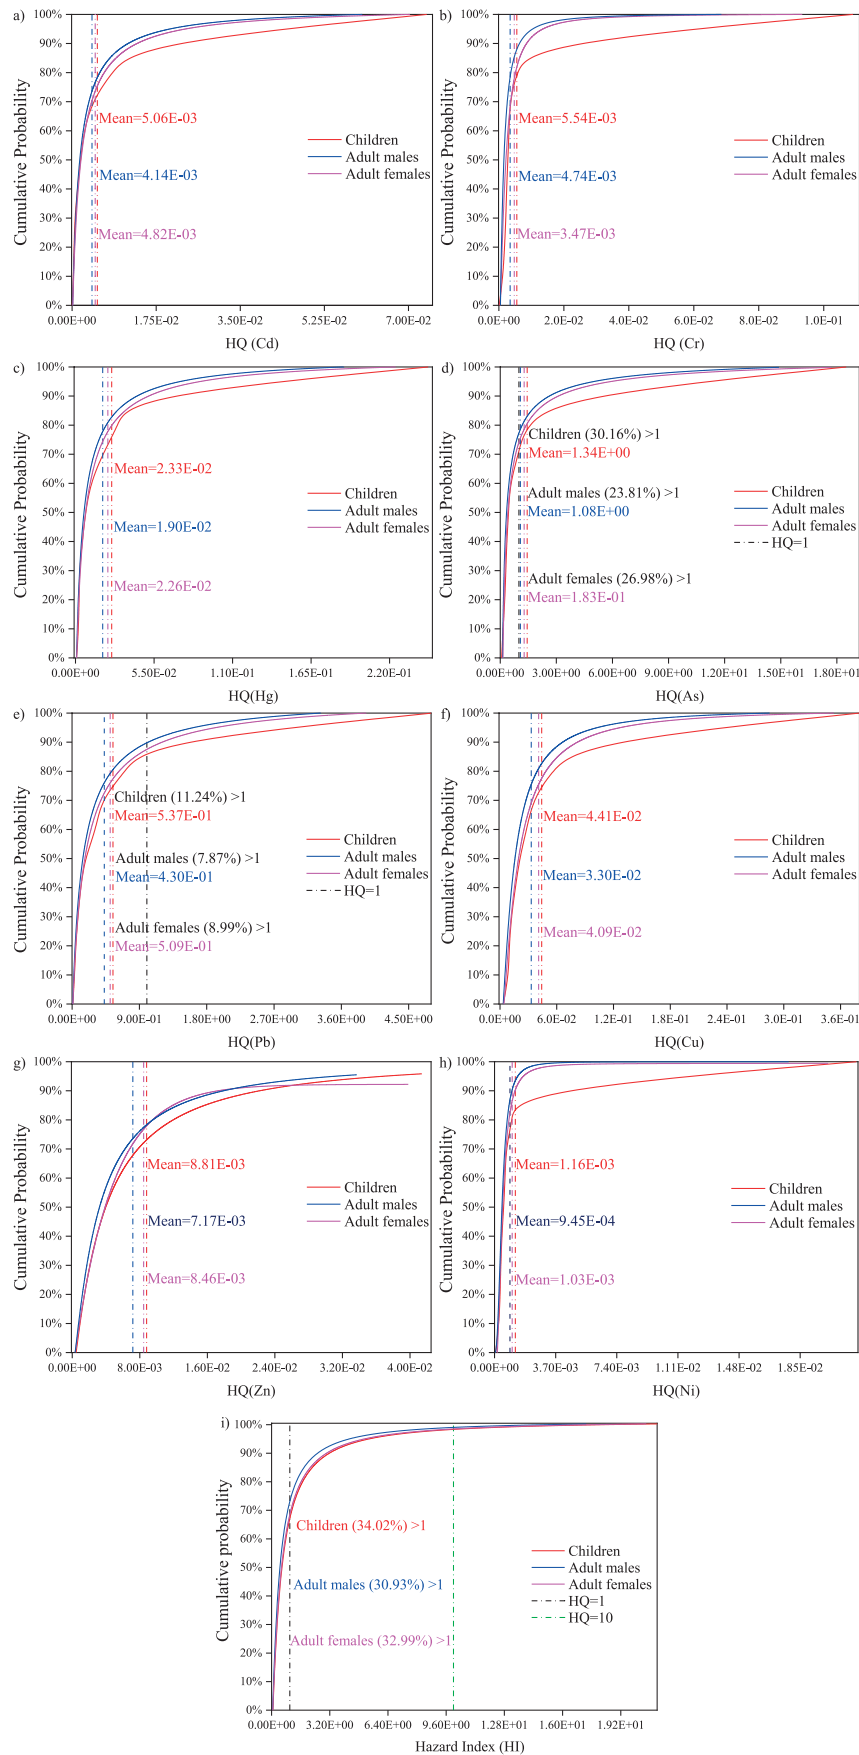 a)
100%
90%
80%
70%
60%
50%
40%
30%
20%
10%
0%
Cumulative Probability
Mean=5.06E-03
Mean=4.14E-03
Mean=4.82E-03
Children
Adult males
Adult females
0.00E+00 1.75E-02 3.50E-02 5.25E-02 7.00E-02
HQ (Cd)
b)
100%
90%
80%
70%
60%
50%
40%
30%
20%
10%
0%
Cumulative Probability
Mean=5.54E-03
Mean=4.74E-03
Mean=3.47E-03
Children
Adult males
Adult females
0.00E+00 2.0E-02 4.0E-02 6.0E-02 8.0E-02 1.0E-01
HQ (Cr)
c)
100%
90%
80%
70%
60%
50%
40%
30%
20%
10%
0%
Cumulative Probability
Mean=2.33E-02
Mean=1.90E-02
Mean=2.26E-02
Children
Adult males
Adult females
0.00E+00 5.50E-02 1.10E-01 1.65E-01 2.20E-01
HQ(Hg)
d)
100%
90%
80%
70%
60%
50%
40%
30%
20%
10%
0%
Cumulative Probability
Children (30.16%) >1
Mean=1.34E+00
Adult males (23.81%) >1
Mean=1.08E+00
Adult females (26.98%) >1
Mean=1.83E-01
Children
Adult males
Adult females
HQ=1
0.00E+00 3.00E+00 6.00E+00 9.00E+00 1.20E+01 1.50E+01 1.80E+01
HQ(As)
e)
100%
90%
80%
70%
60%
50%
40%
30%
20%
10%
0%
Cumulative Probability
Children (11.24%) >1
Mean=5.37E-01
Adult males (7.87%) >1
Mean=4.30E-01
Adult females (8.99%) >1
Mean=5.09E-01
Children
Adult males
Adult females
HQ=1
0.00E+00 9.00E-01 1.80E+00 2.70E+00 3.60E+00 4.50E+00
HQ(Pb)
f)
100%
90%
80%
70%
60%
50%
40%
30%
20%
10%
0%
Cumulative Probability
Mean=4.41E-02
Mean=3.30E-02
Mean=4.09E-02
Children
Adult males
Adult females
0.0E+00 6.0E-02 1.2E-01 1.8E-01 2.4E-01 3.0E-01 3.6E-01
HQ(Cu)
g)
100%
90%
80%
70%
60%
50%
40%
30%
20%
10%
0%
Cumulative Probability
Mean=8.81E-03
Mean=7.17E-03
Mean=8.46E-03
Children
Adult males
Adult females
0.00E+00 8.00E-03 1.60E-02 2.40E-02 3.20E-02 4.00E-02
HQ(Zn)
h)
100%
90%
80%
70%
60%
50%
40%
30%
20%
10%
0%
Cumulative Probability
Mean=1.16E-03
Mean=9.45E-04
Mean=1.03E-03
Children
Adult males
Adult females
0.00E+00 3.70E-03 7.40E-03 1.11E-02 1.48E-02 1.85E-02
HQ(Ni)
i)
100%
90%
80%
70%
60%
50%
40%
30%
20%
10%
0%
Cumulative probability
Children (34.02%) >1
Adult males (30.93%) >1
Adult females (32.99%) >1
Children
Adult males
Adult females
HQ=1
HQ=10
0.00E+00 3.20E+00 6.40E+00 9.60E+00 1.28E+01 1.60E+01 1.92E+01
Hazard Index (HI)